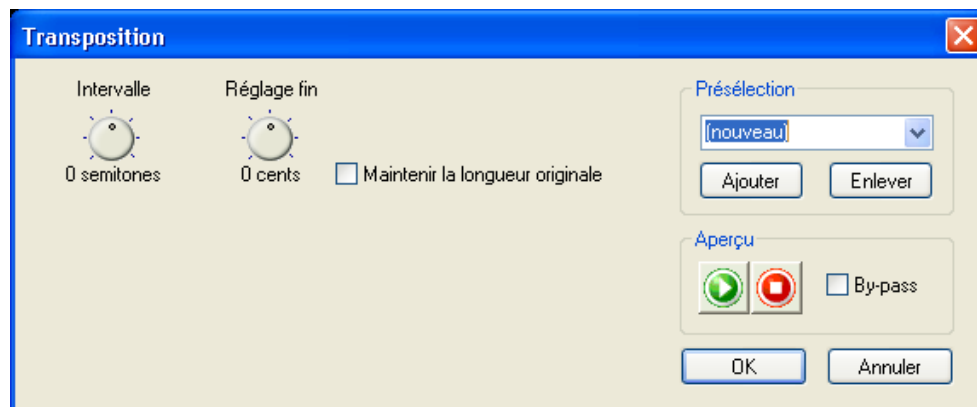 Transposition
Intervalle
Réglage fin
0 semitones
0 cents
Maintenir la longueur originale
Présélection
(nouveau)
Ajouter
Enlever
Aperçu
By-pass
OK
Annuler